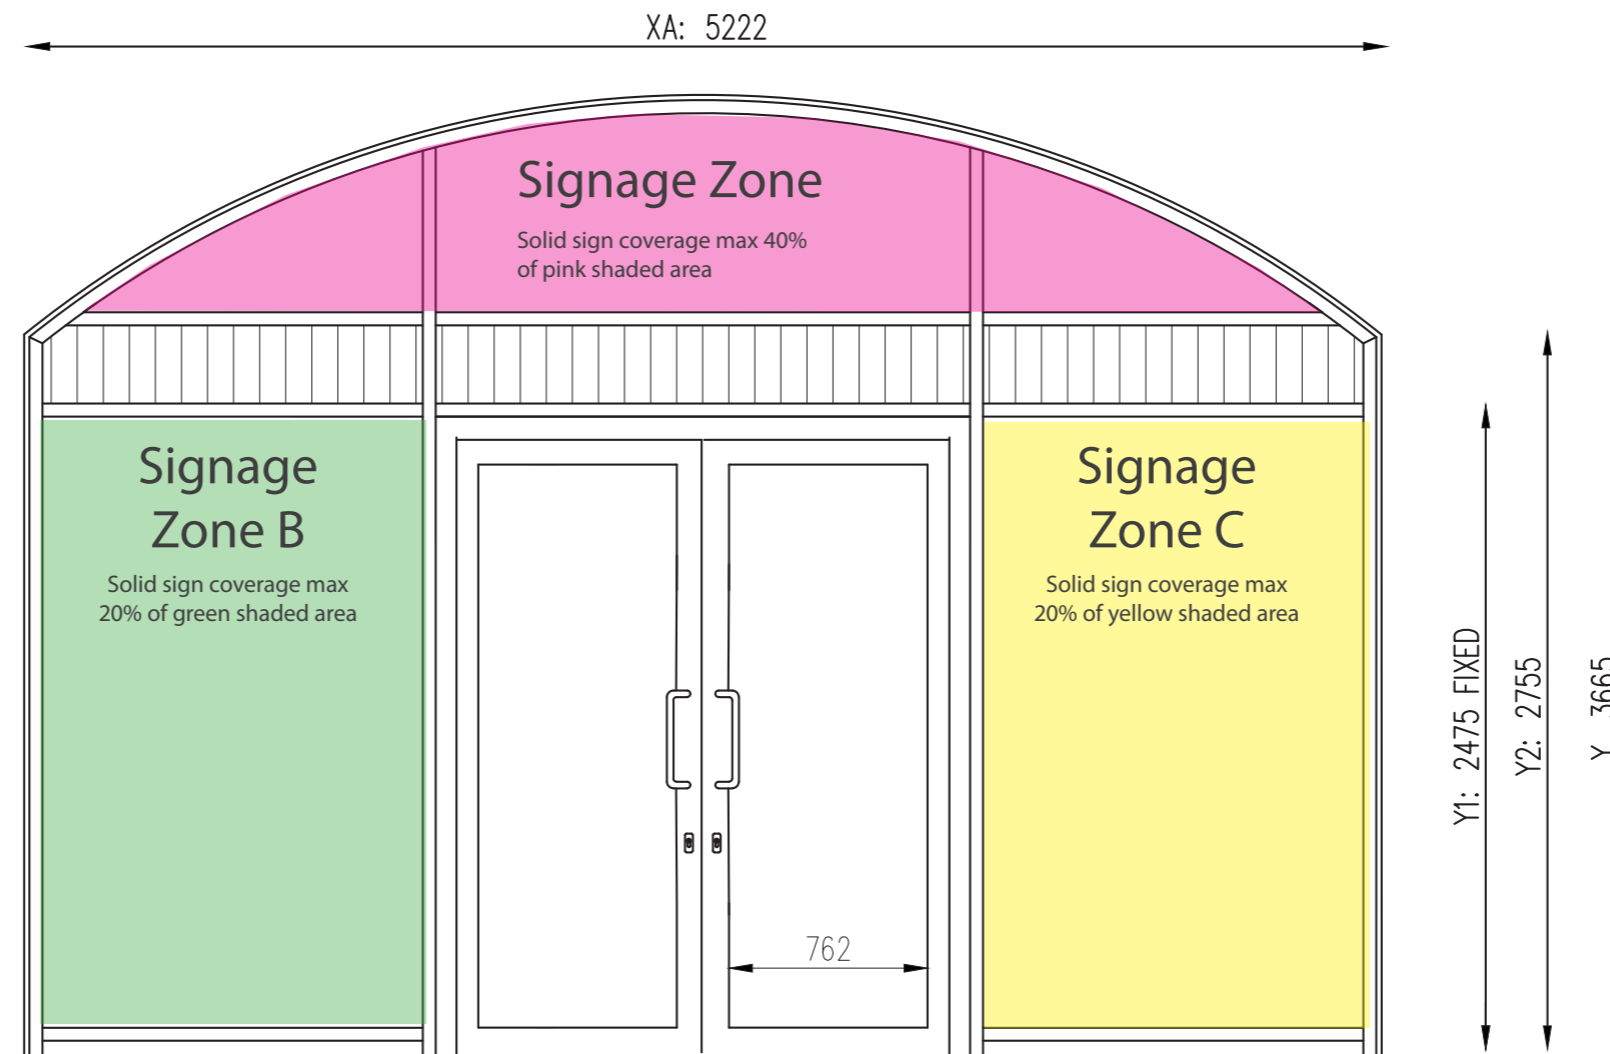 XA: 5222
Signage Zone
Solid sign coverage max 40%
of pink shaded area
Signage
Zone B
Solid sign coverage max
20% of green shaded area
Signage
Zone C
Solid sign coverage max
20% of yellow shaded area
762
Y1: 2475 FIXED
Y2: 2755
Y 3665